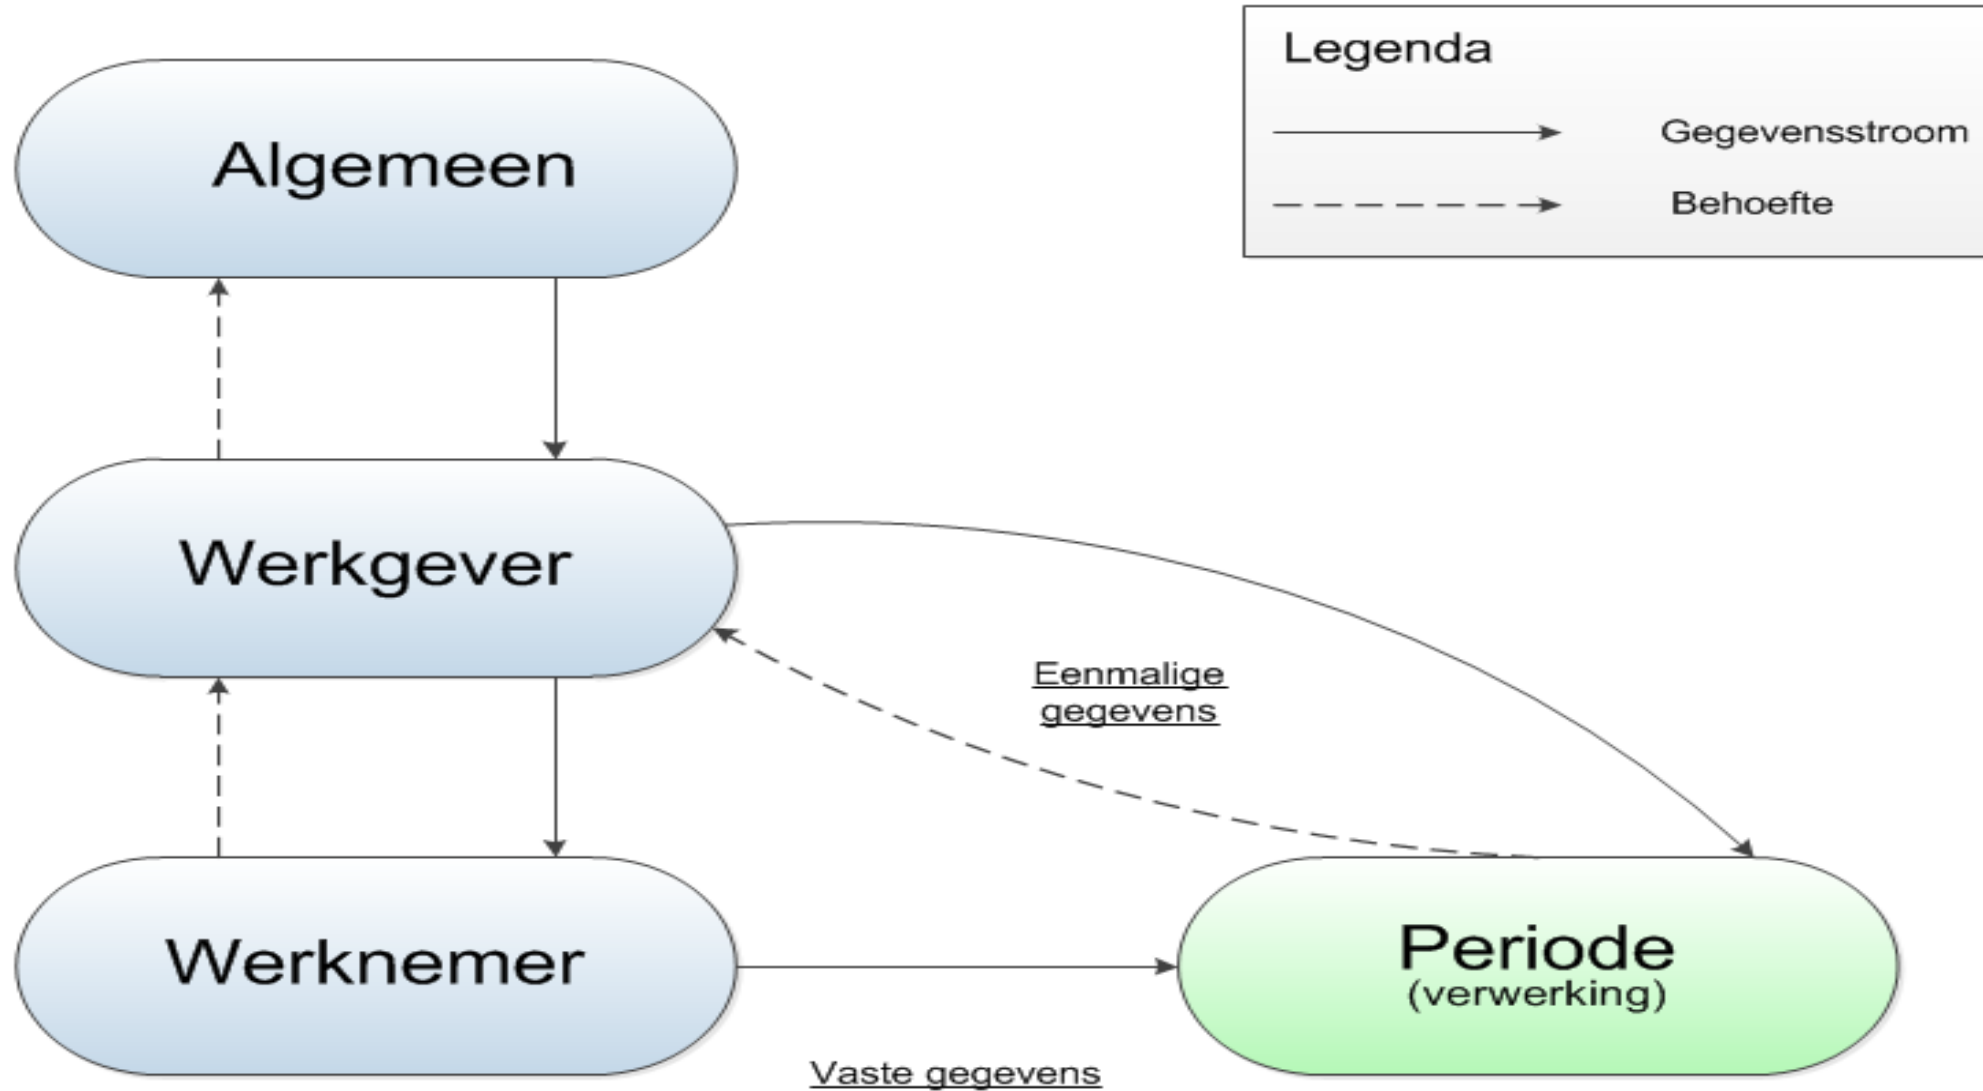 Legenda
Gegevensstroom
Behoefte
Algemeen
Werkgever
Eenmalige
gegevens
Werknemer
Periode
(verwerking)
Vaste gegevens